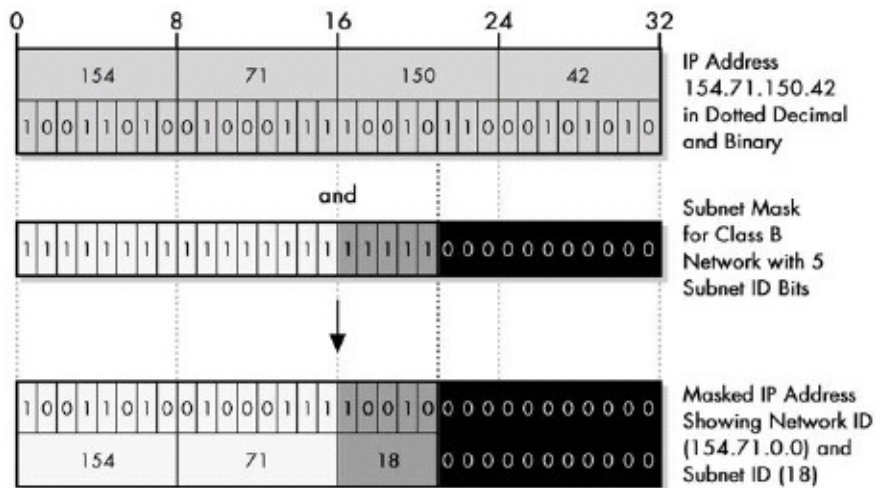 0 8 16 24 32
154 71 150 42
1 0 0 1 1 0 1 0 0 1 0 0 0 1 1 1 1 0 0 1 0 1 1 0 0 0 1 0 1 0 1 0
IP Address
154.71.150.42
in Dotted Decimal
and Binary
and
1 1 1 1 1 1 1 1 1 1 1 1 1 1 1 1 1 1 1 1 1 0 0 0 0 0 0 0 0 0 0 0
Subnet Mask
for Class B
Network with 5
Subnet ID Bits
1 0 0 1 1 0 1 0 0 1 0 0 0 1 1 1 1 0 0 1 0 0 0 0 0 0 0 0 0 0 0 0
154 71 18 0 0 0 0 0 0 0 0 0 0 0
Masked IP Address
Showing Network ID
(154.71.0.0) and
Subnet ID (18)